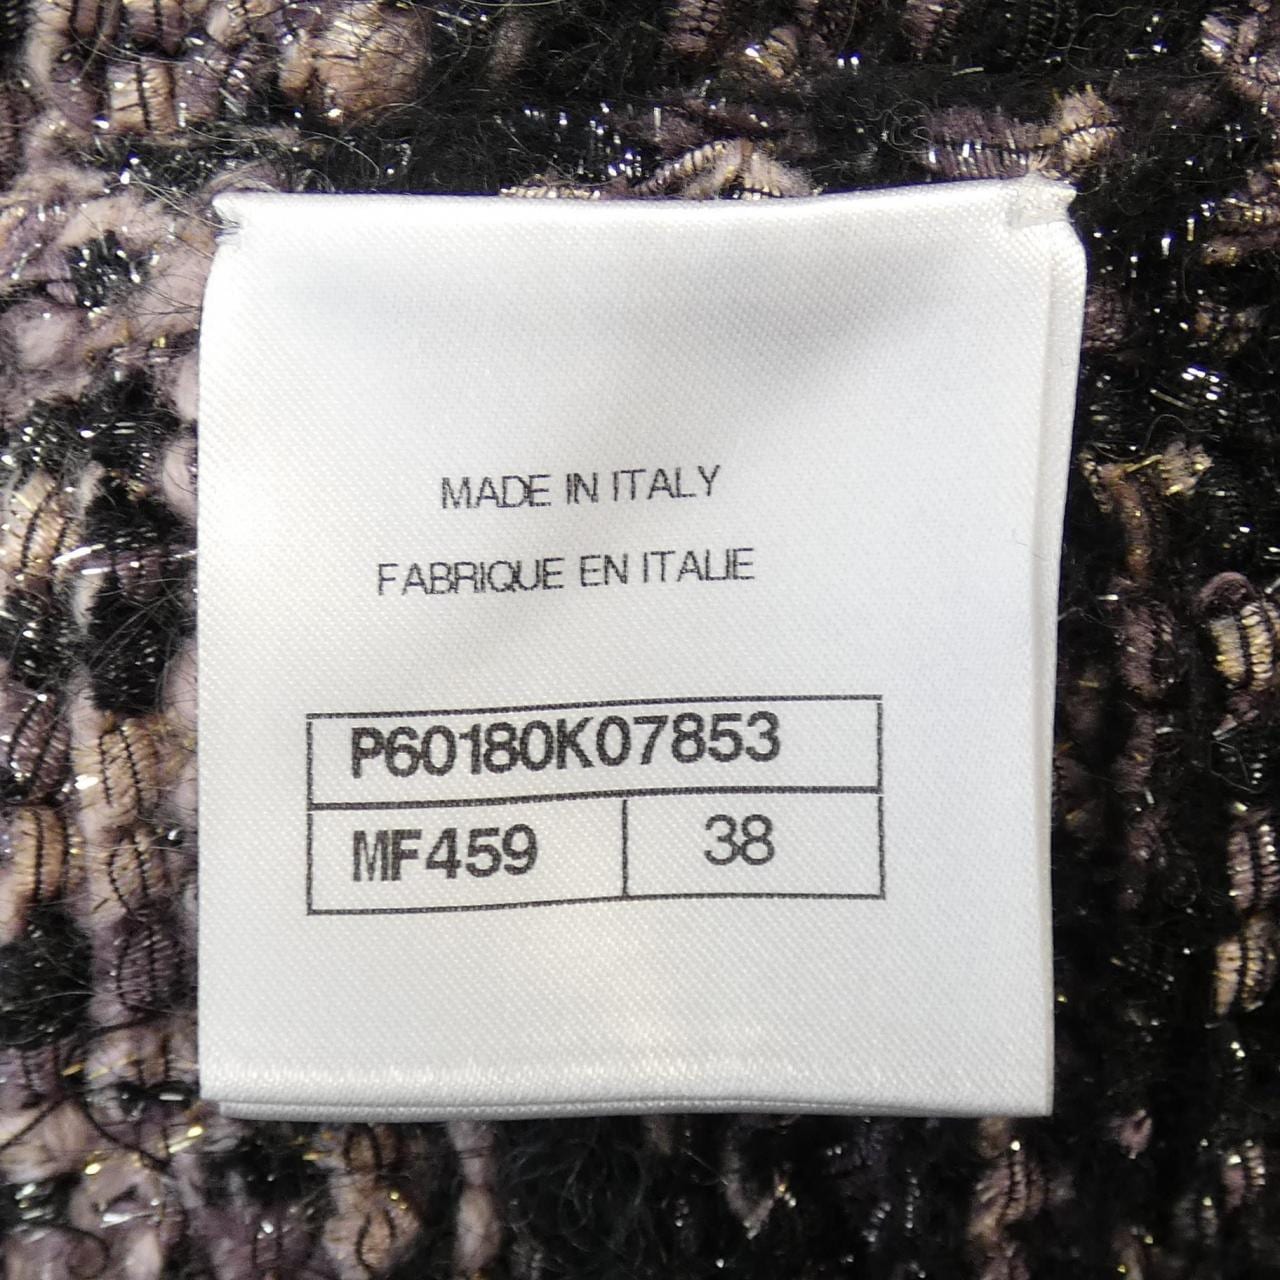 MADE IN ITALY
FABRIQUE EN ITALIE
P60180K07853
MF459 38